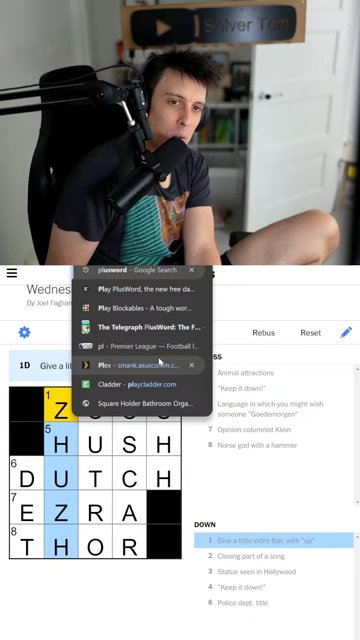 Solver Tom
plusword - Google Search
Play PlusWord, the new free da...
Play Blockables - A tough wor...
The Telegraph PlusWord: The F...
pl - Premier League — Football l...
Plex - smank.asuscomm.c...
Cladder - playcladder.com
Square Holder Bathroom Orga...
Wednes
By Joel Faglian
S
Rebus
Reset
1D Give a li
SS
Animal attractions
"Keep it down!"
Language in which you might wish
someone "Goedemorgen"
7 Opinion columnist Klein
8 Norse god with a hammer
DOWN
1 Give a little extra flair, with "up"
2 Closing part of a song
3 Statue seen in Hollywood
4 "Keep it down!"
6 Police dept. title
1 Z
5 H U S H
6 D U T C H
7 E Z R A
8 T H O R